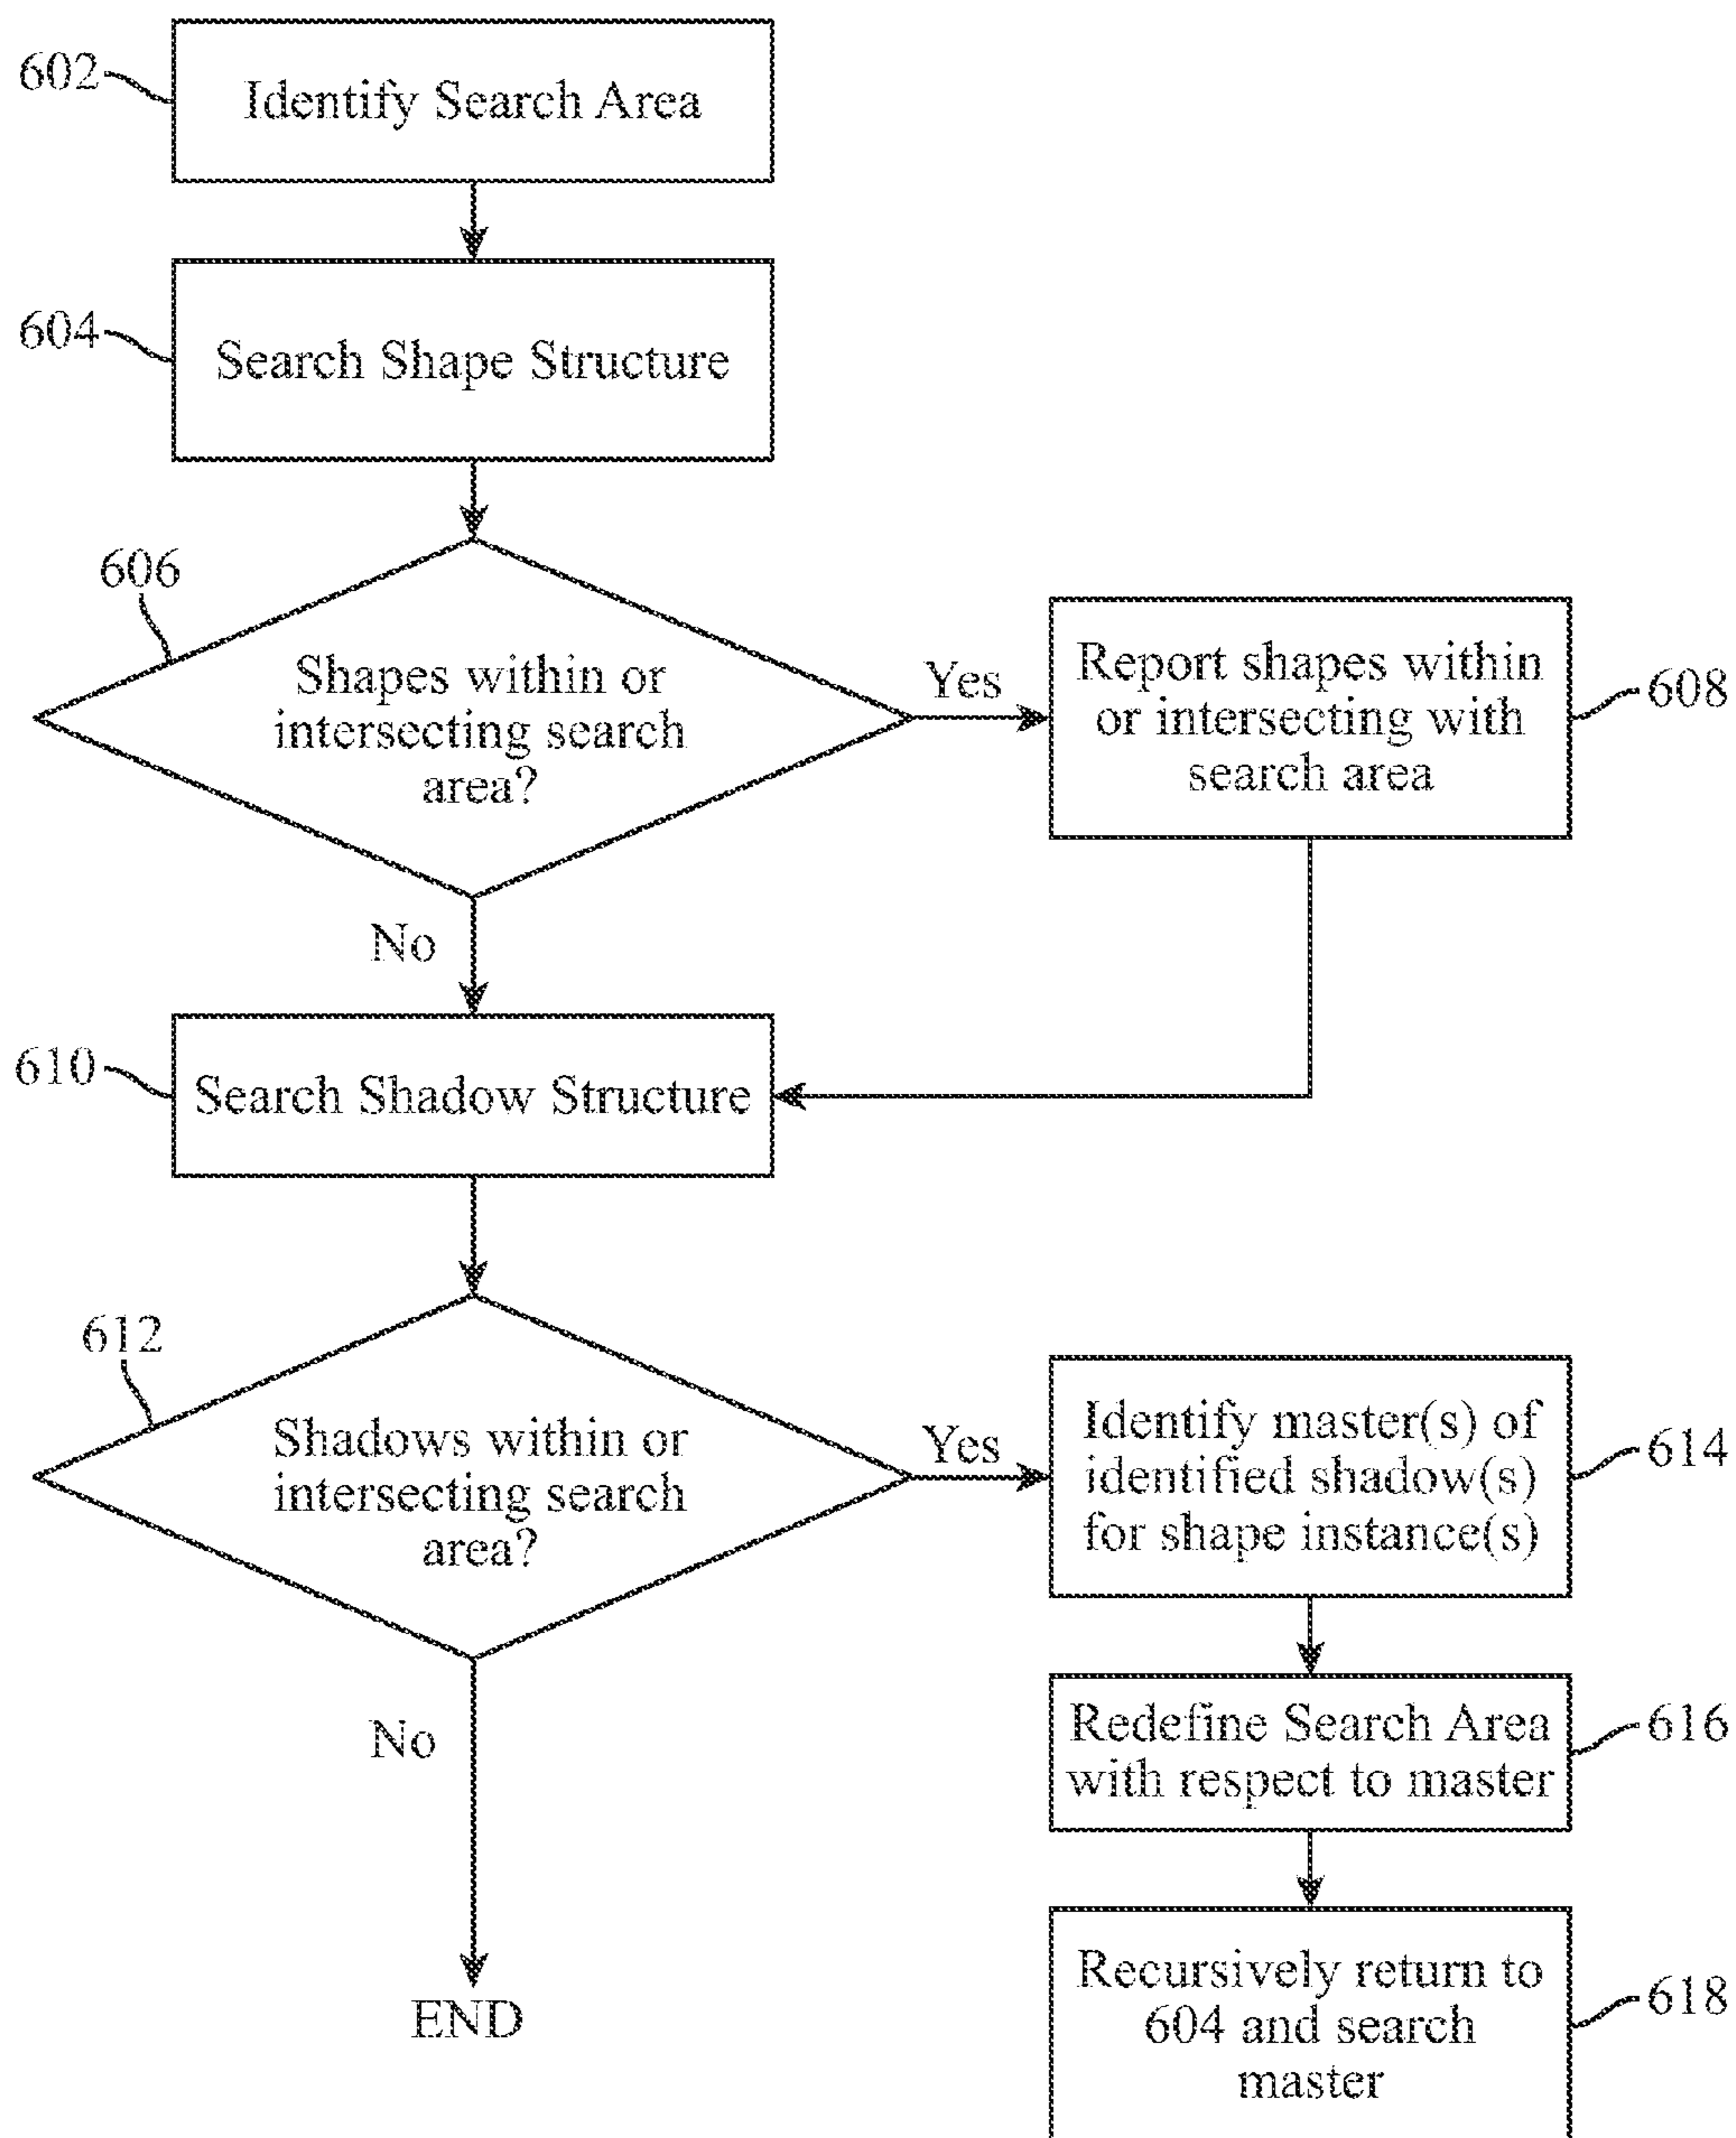 602
Identify Search Area
604
Search Shape Structure
606
Shapes within or
intersecting search
area?
Yes
Report shapes within
or intersecting with
search area
608
No
610
Search Shadow Structure
612
Shadows within or
intersecting search
area?
Yes
Identify master(s) of
identified shadow(s)
for shape instance(s)
614
No
Redefine Search Area
with respect to master
616
END
Recursively return to
604 and search
master
618